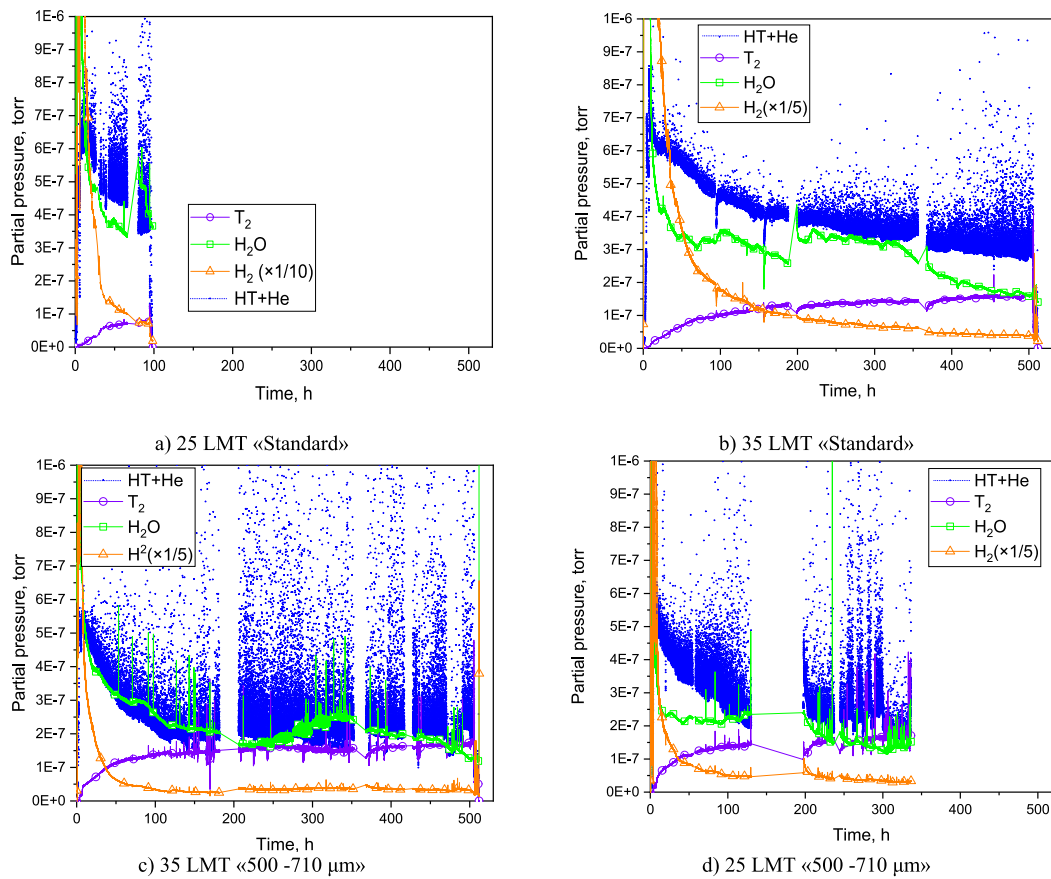 1E-6
9E-7
8E-7
7E-7
6E-7
5E-7
4E-7
3E-7
2E-7
1E-7
0E+0
Partial pressure, torr
T2
H2O
H2 (×1/10)
HT+He
0 100 200 300 400 500
Time, h
a) 25 LMT «Standard»
1E-6
9E-7
8E-7
7E-7
6E-7
5E-7
4E-7
3E-7
2E-7
1E-7
0E+0
Partial pressure, torr
HT+He
T2
H2O
H2(×1/5)
0 100 200 300 400 500
Time, h
b) 35 LMT «Standard»
1E-6
9E-7
8E-7
7E-7
6E-7
5E-7
4E-7
3E-7
2E-7
1E-7
0E+0
Partial pressure, torr
HT+He
T2
H2O
H²(×1/5)
0 100 200 300 400 500
Time, h
c) 35 LMT «500 -710 μm»
1E-6
9E-7
8E-7
7E-7
6E-7
5E-7
4E-7
3E-7
2E-7
1E-7
0E+0
Partial pressure, torr
HT+He
T2
H2O
H2(×1/5)
0 100 200 300 400 500
Time, h
d) 25 LMT «500 -710 μm»